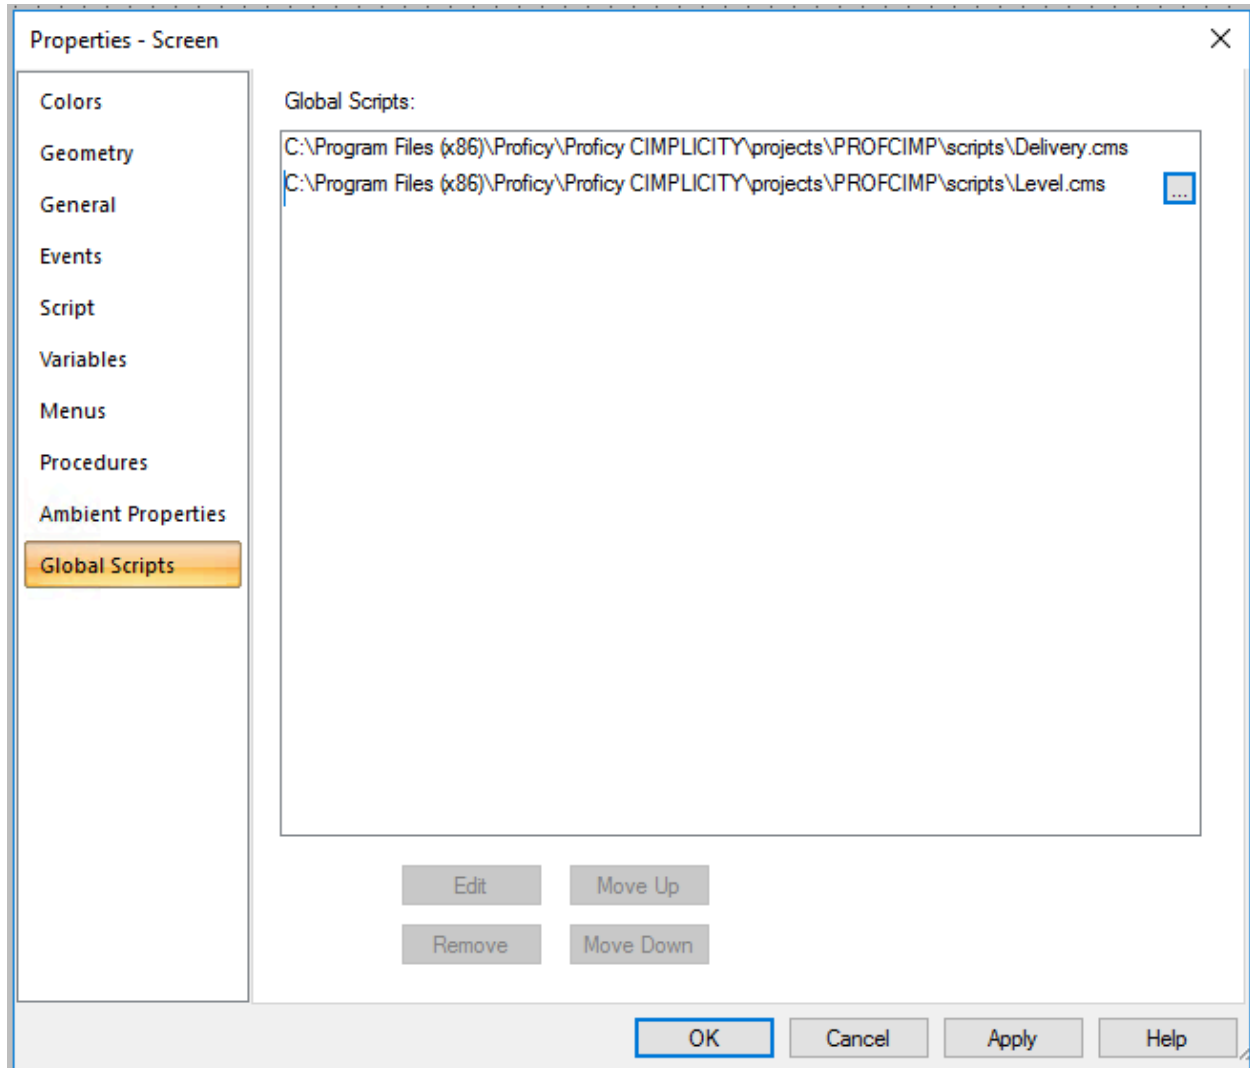 Properties - Screen
Colors
Geometry
General
Events
Script
Variables
Menus
Procedures
Ambient Properties
Global Scripts
Global Scripts:
C:\Program Files (x86)\Proficy\Proficy CIMPLICITY\projects\PROFCIMP\scripts\Delivery.cms
C:\Program Files (x86)\Proficy\Proficy CIMPLICITY\projects\PROFCIMP\scripts\Level.cms
...
Edit
Move Up
Remove
Move Down
OK
Cancel
Apply
Help